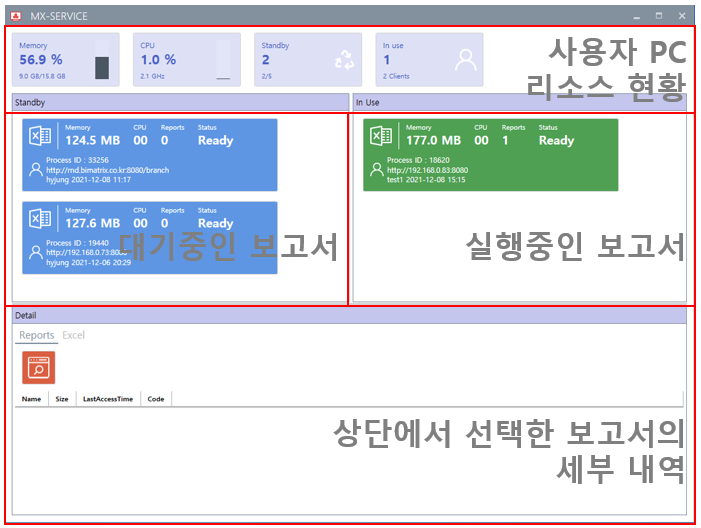 MX-SERVICE
Memory
56.9 %
9.0 GB/15.8 GB
CPU
1.0 %
2.1 GHz
Standby
2
2/5
In use
1
2 Clients
사용자 PC
리소스 현황
Standby
In Use
Memory CPU Reports Status
124.5 MB 00 0 Ready
Process ID : 33256
http://rnd.bimatrix.co.kr:8080/branch
hyjung 2021-12-08 11:17
Memory CPU Reports Status
127.6 MB 00 0 Ready
Process ID : 19440
http://192.168.0.73:8080
hyjung 2021-12-06 20:29
대기중인 보고서
Memory CPU Reports Status
177.0 MB 00 1 Ready
Process ID : 18620
http://192.168.0.83:8080
test1 2021-12-08 15:15
실행중인 보고서
Detail
Reports Excel
Name Size LastAccessTime Code
상단에서 선택한 보고서의
세부 내역